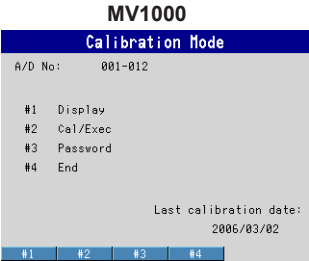 MV1000
Calibration Mode
A/D No: 001-012
#1 Display
#2 Cal/Exec
#3 Password
#4 End
Last calibration date:
2006/03/02
#1 #2 #3 #4